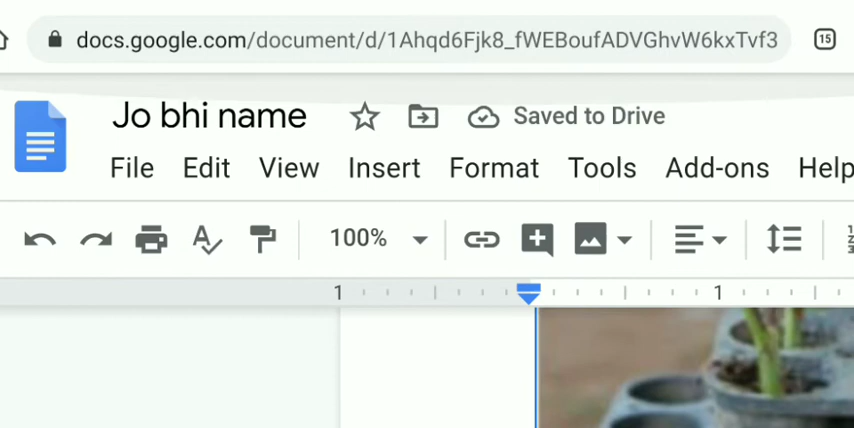 docs.google.com/document/d/1Ahqd6Fjk8_fWEBoufADVGhvW6kxTvf3
15
Jo bhi name
Saved to Drive
File Edit View Insert Format Tools Add-ons Help
100%
1 1